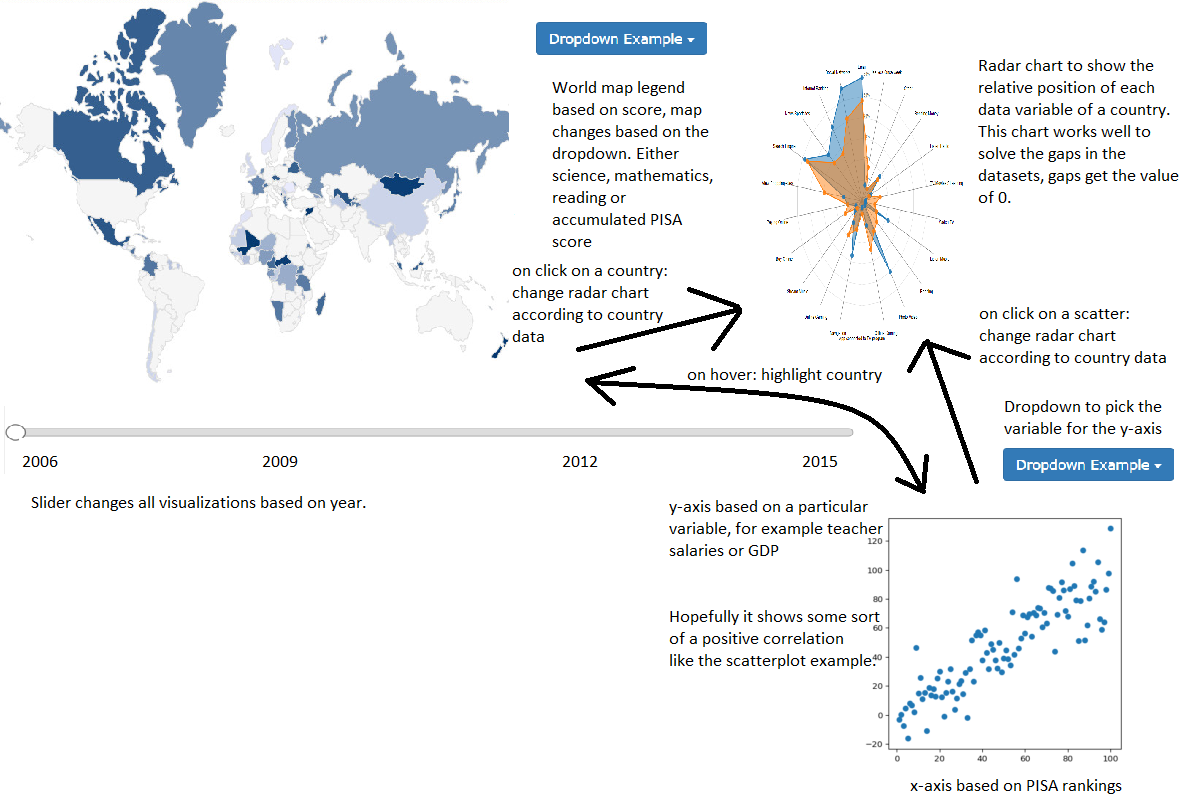 Dropdown Example
World map legend
based on score, map
changes based on the
dropdown. Either
science, mathematics,
reading or
accumulated PISA
score
Radar chart to show the
relative position of each
data variable of a country.
This chart works well to
solve the gaps in the
datasets, gaps get the value
of 0.
on click on a country:
change radar chart
according to country
data
on click on a scatter:
change radar chart
according to country data
on hover: highlight country
Dropdown to pick the
variable for the y-axis
Dropdown Example
2006 2009 2012 2015
Slider changes all visualizations based on year.
y-axis based on a particular
variable, for example teacher
salaries or GDP
Hopefully it shows some sort
of a positive correlation
like the scatterplot example.
120
100
80
60
40
20
0
−20
0 20 40 60 80 100
x-axis based on PISA rankings